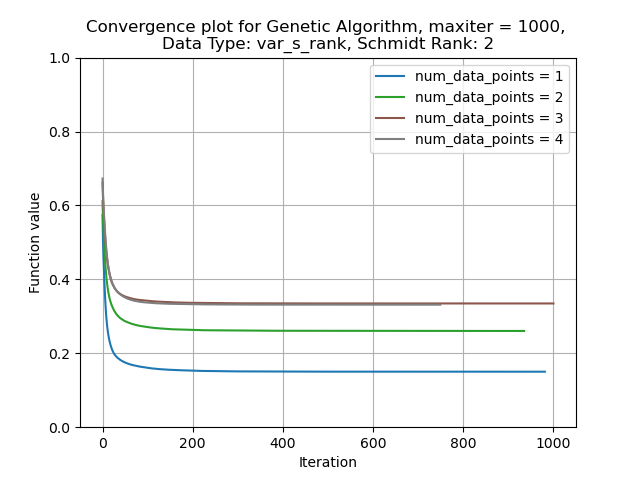 Convergence plot for Genetic Algorithm, maxiter = 1000,
Data Type: var_s_rank, Schmidt Rank: 2
num_data_points = 1
num_data_points = 2
num_data_points = 3
num_data_points = 4
Function value
1.0
0.8
0.6
0.4
0.2
0.0
0 200 400 600 800 1000
Iteration